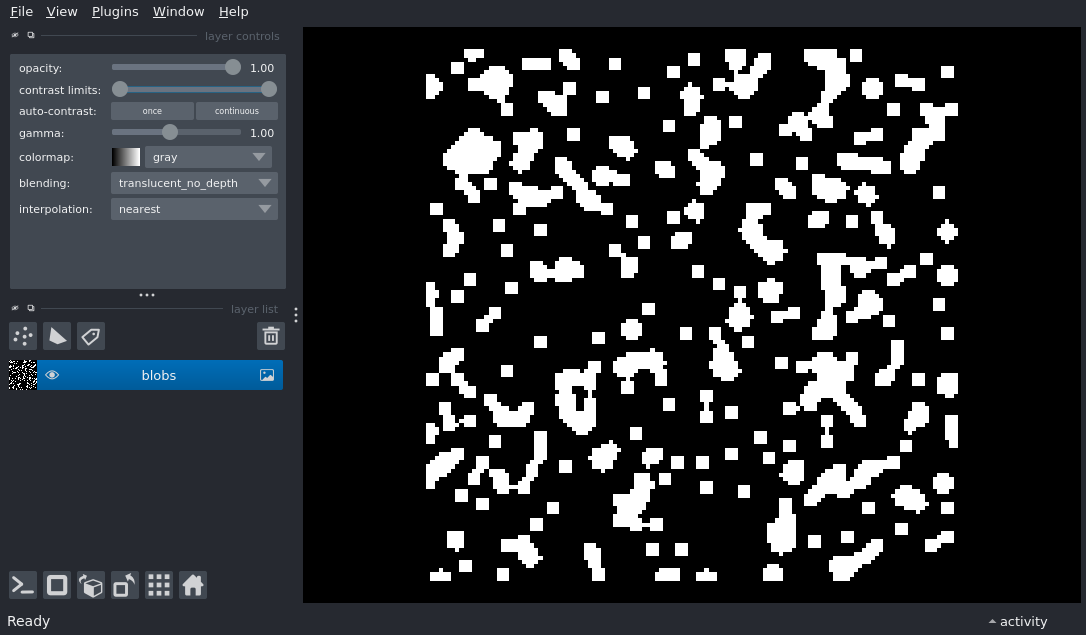 File View Plugins Window Help
layer controls
opacity: 1.00
contrast limits:
auto-contrast: once continuous
gamma: 1.00
colormap: gray
blending: translucent_no_depth
interpolation: nearest
layer list
blobs
Ready
activity